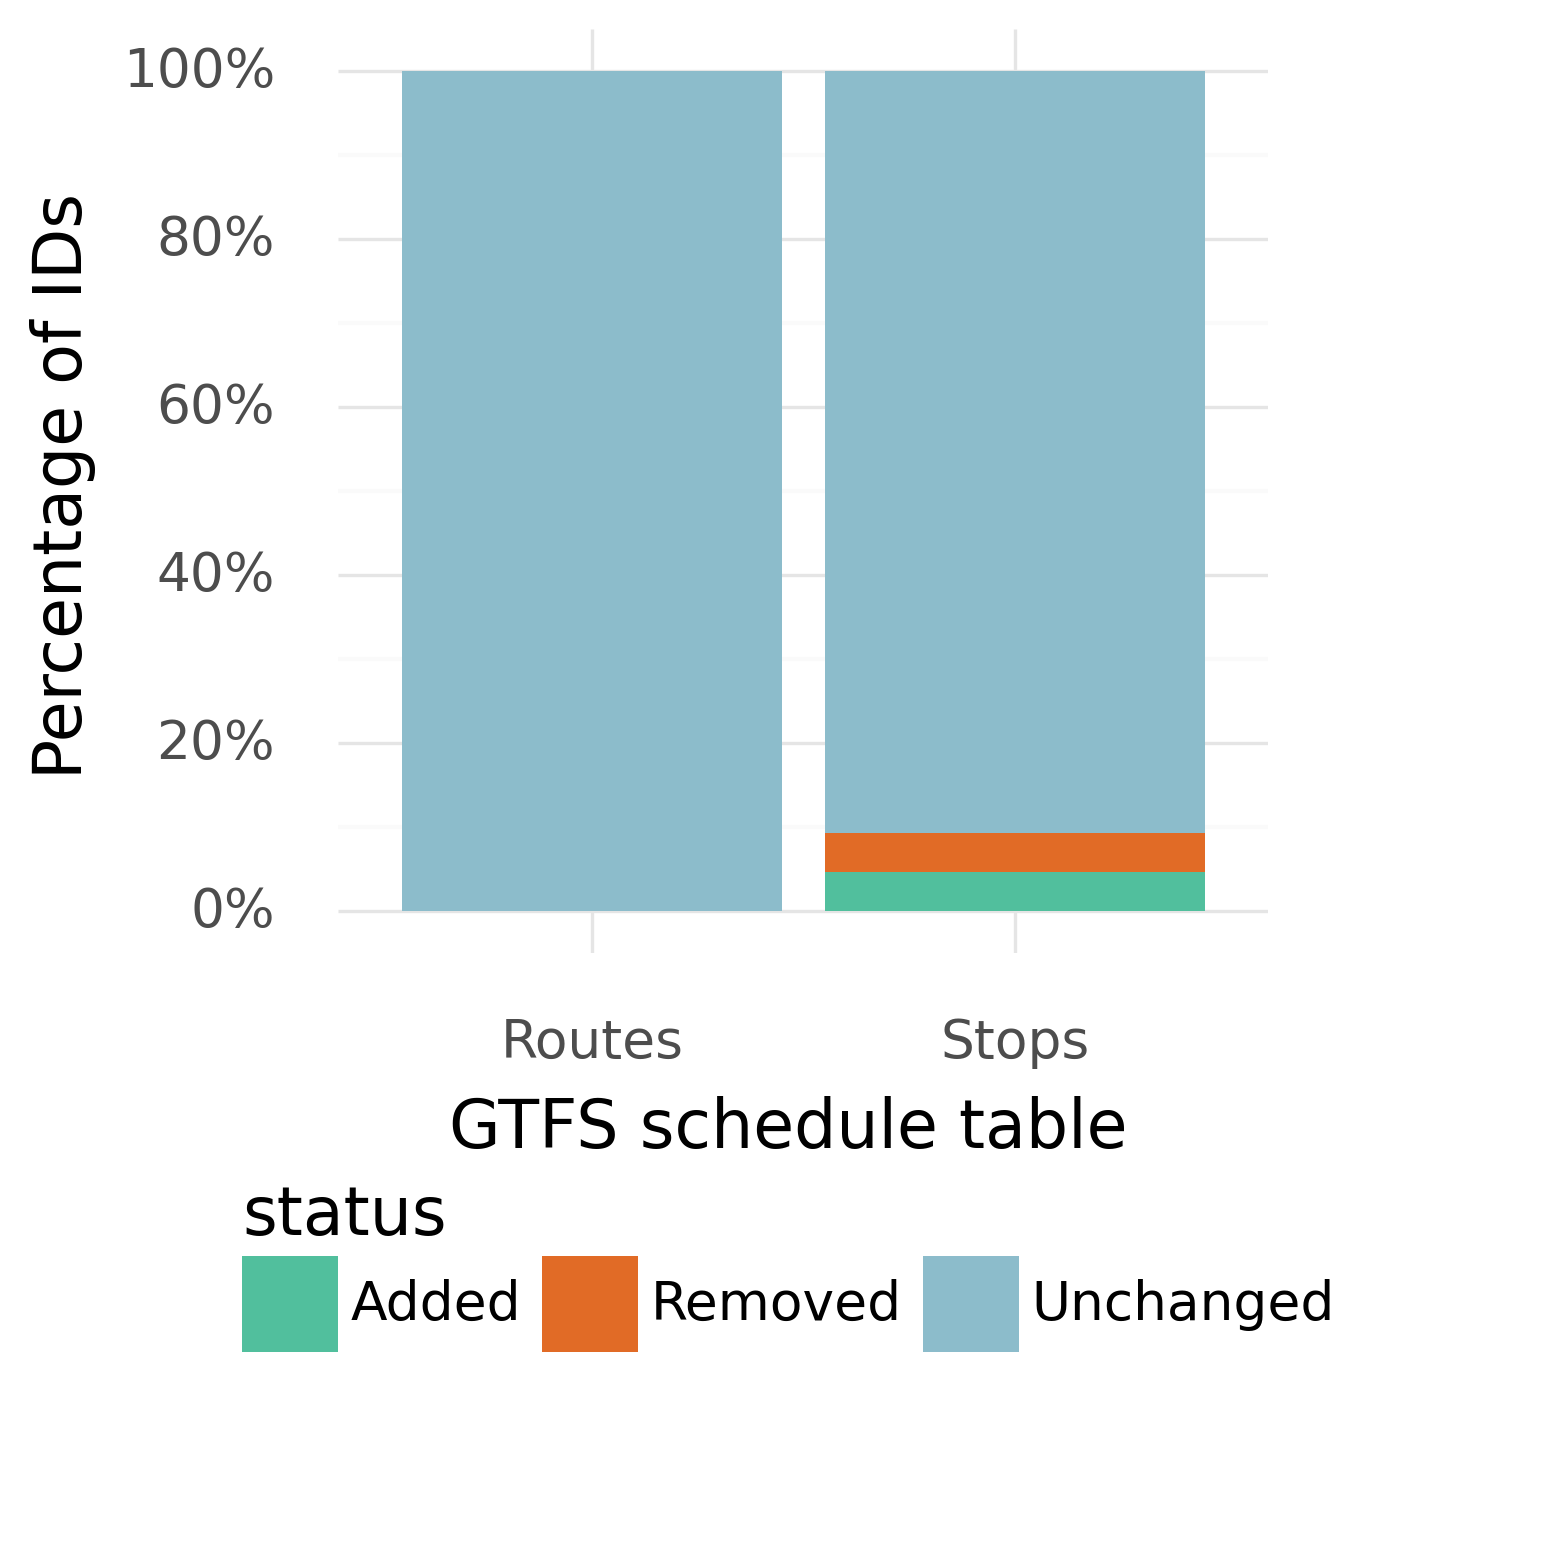 100%
80%
60%
40%
20%
0%
Percentage of IDs
Routes Stops
GTFS schedule table
status
Added Removed Unchanged